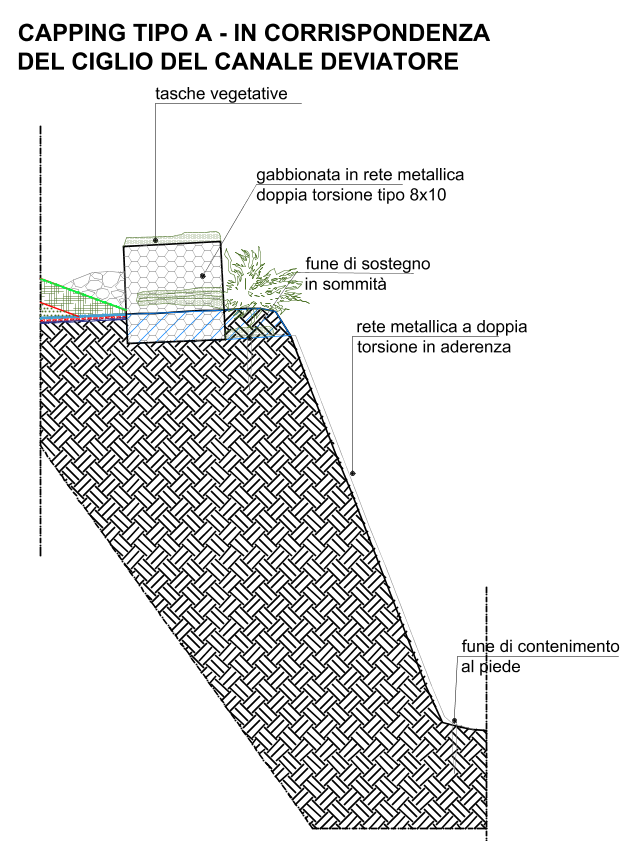 CAPPING TIPO A - IN CORRISPONDENZA
DEL CIGLIO DEL CANALE DEVIATORE
tasche vegetative
gabbionata in rete metallica
doppia torsione tipo 8x10
fune di sostegno
in sommità
rete metallica a doppia
torsione in aderenza
fune di contenimento
al piede